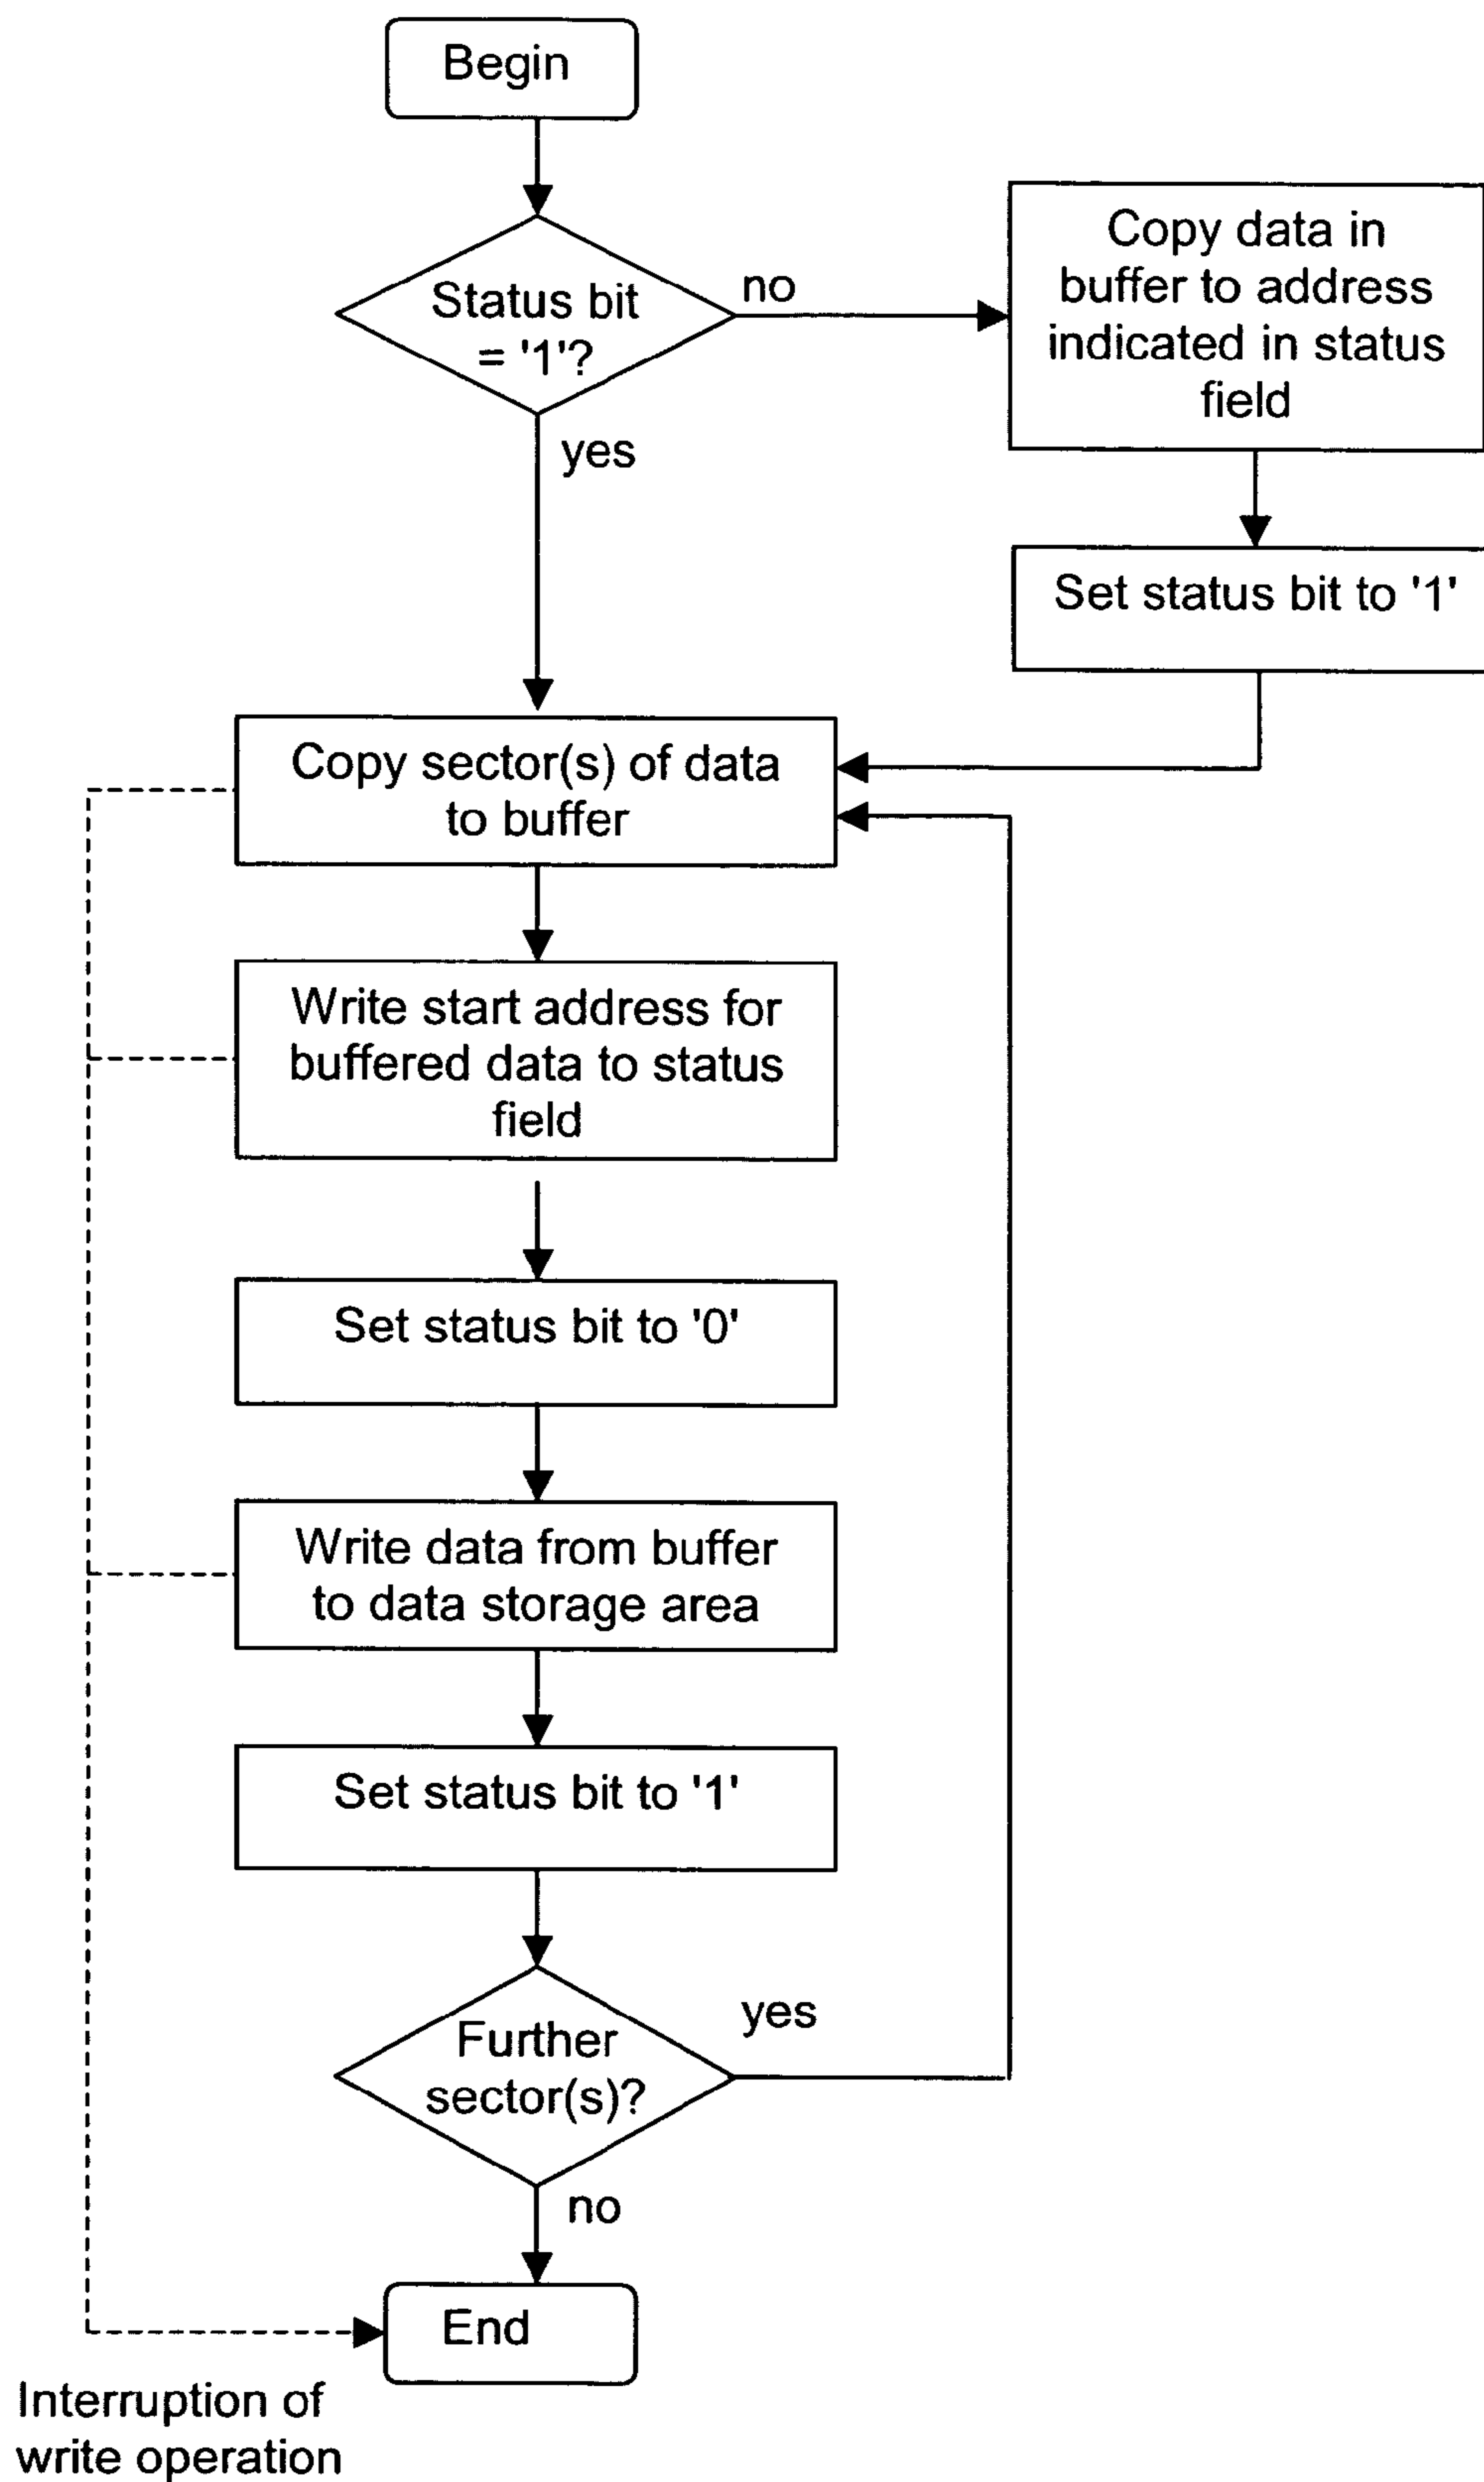 Begin
Status bit
= '1'?
no
yes
Copy data in
buffer to address
indicated in status
field
Set status bit to '1'
Copy sector(s) of data
to buffer
Write start address for
buffered data to status
field
Set status bit to '0'
Write data from buffer
to data storage area
Set status bit to '1'
Further
sector(s)?
yes
no
End
Interruption of
write operation